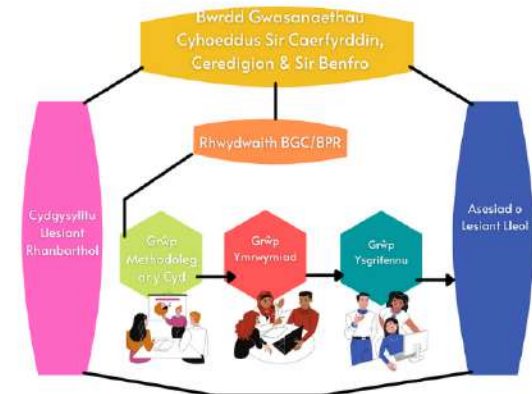 Bwrdd Gwasanaethau
Cyhoeddus Sir Caerfyrddin,
Ceredigion & Sir Benfro
Rhwydwaith BGC/BPR
Cydgysylltu
Llesiant
Rhanbarthol
Grŵp
Methodoleg
ar y Cyd
Grŵp
Ymrwymiad
Grŵp
Ysgrifennu
Asesiad o
Lesiant Lleol